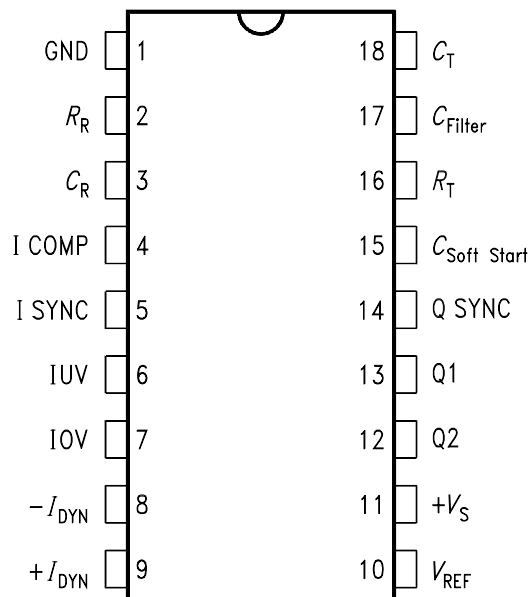 GND 1 18 C_T
R_R 2 17 C_Filter
C_R 3 16 R_T
I COMP 4 15 C_Soft Start
I SYNC 5 14 Q SYNC
IUV 6 13 Q1
IOV 7 12 Q2
−I_DYN 8 11 +V_S
+I_DYN 9 10 V_REF